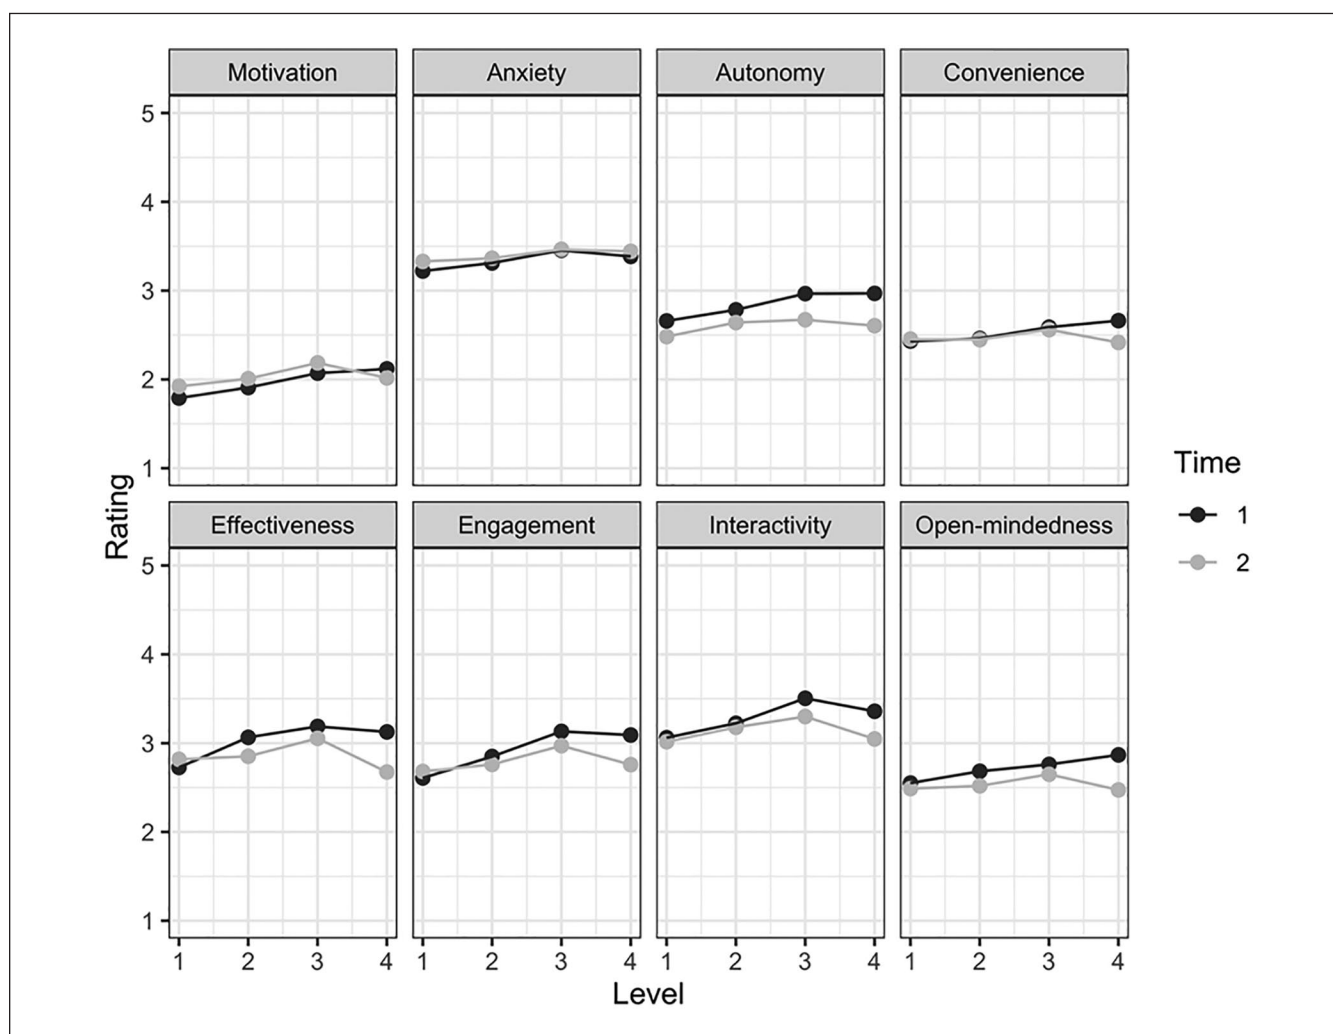 Motivation Anxiety Autonomy Convenience
5
4
3
2
1
Rating
Effectiveness Engagement Interactivity Open-mindedness
5
4
3
2
1
1 2 3 4 1 2 3 4 1 2 3 4 1 2 3 4
Level
Time
1
2